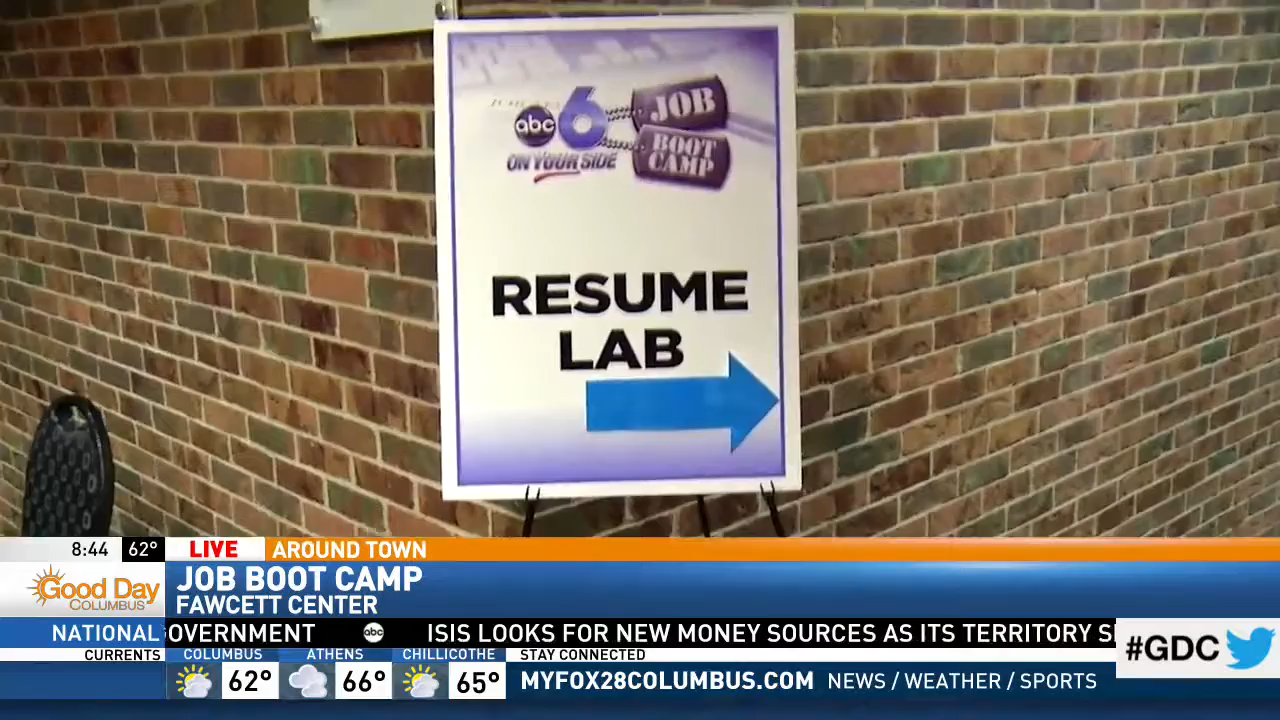 abc 6
ON YOUR SIDE
JOB
BOOT
CAMP
RESUME
LAB
8:44 62° LIVE AROUND TOWN
Good Day
COLUMBUS
JOB BOOT CAMP
FAWCETT CENTER
NATIONAL OVERNMENT abc ISIS LOOKS FOR NEW MONEY SOURCES AS ITS TERRITORY
#GDC
CURRENTS COLUMBUS ATHENS CHILLICOTHE STAY CONNECTED
62° 66° 65° MYFOX28COLUMBUS.COM NEWS / WEATHER / SPORTS